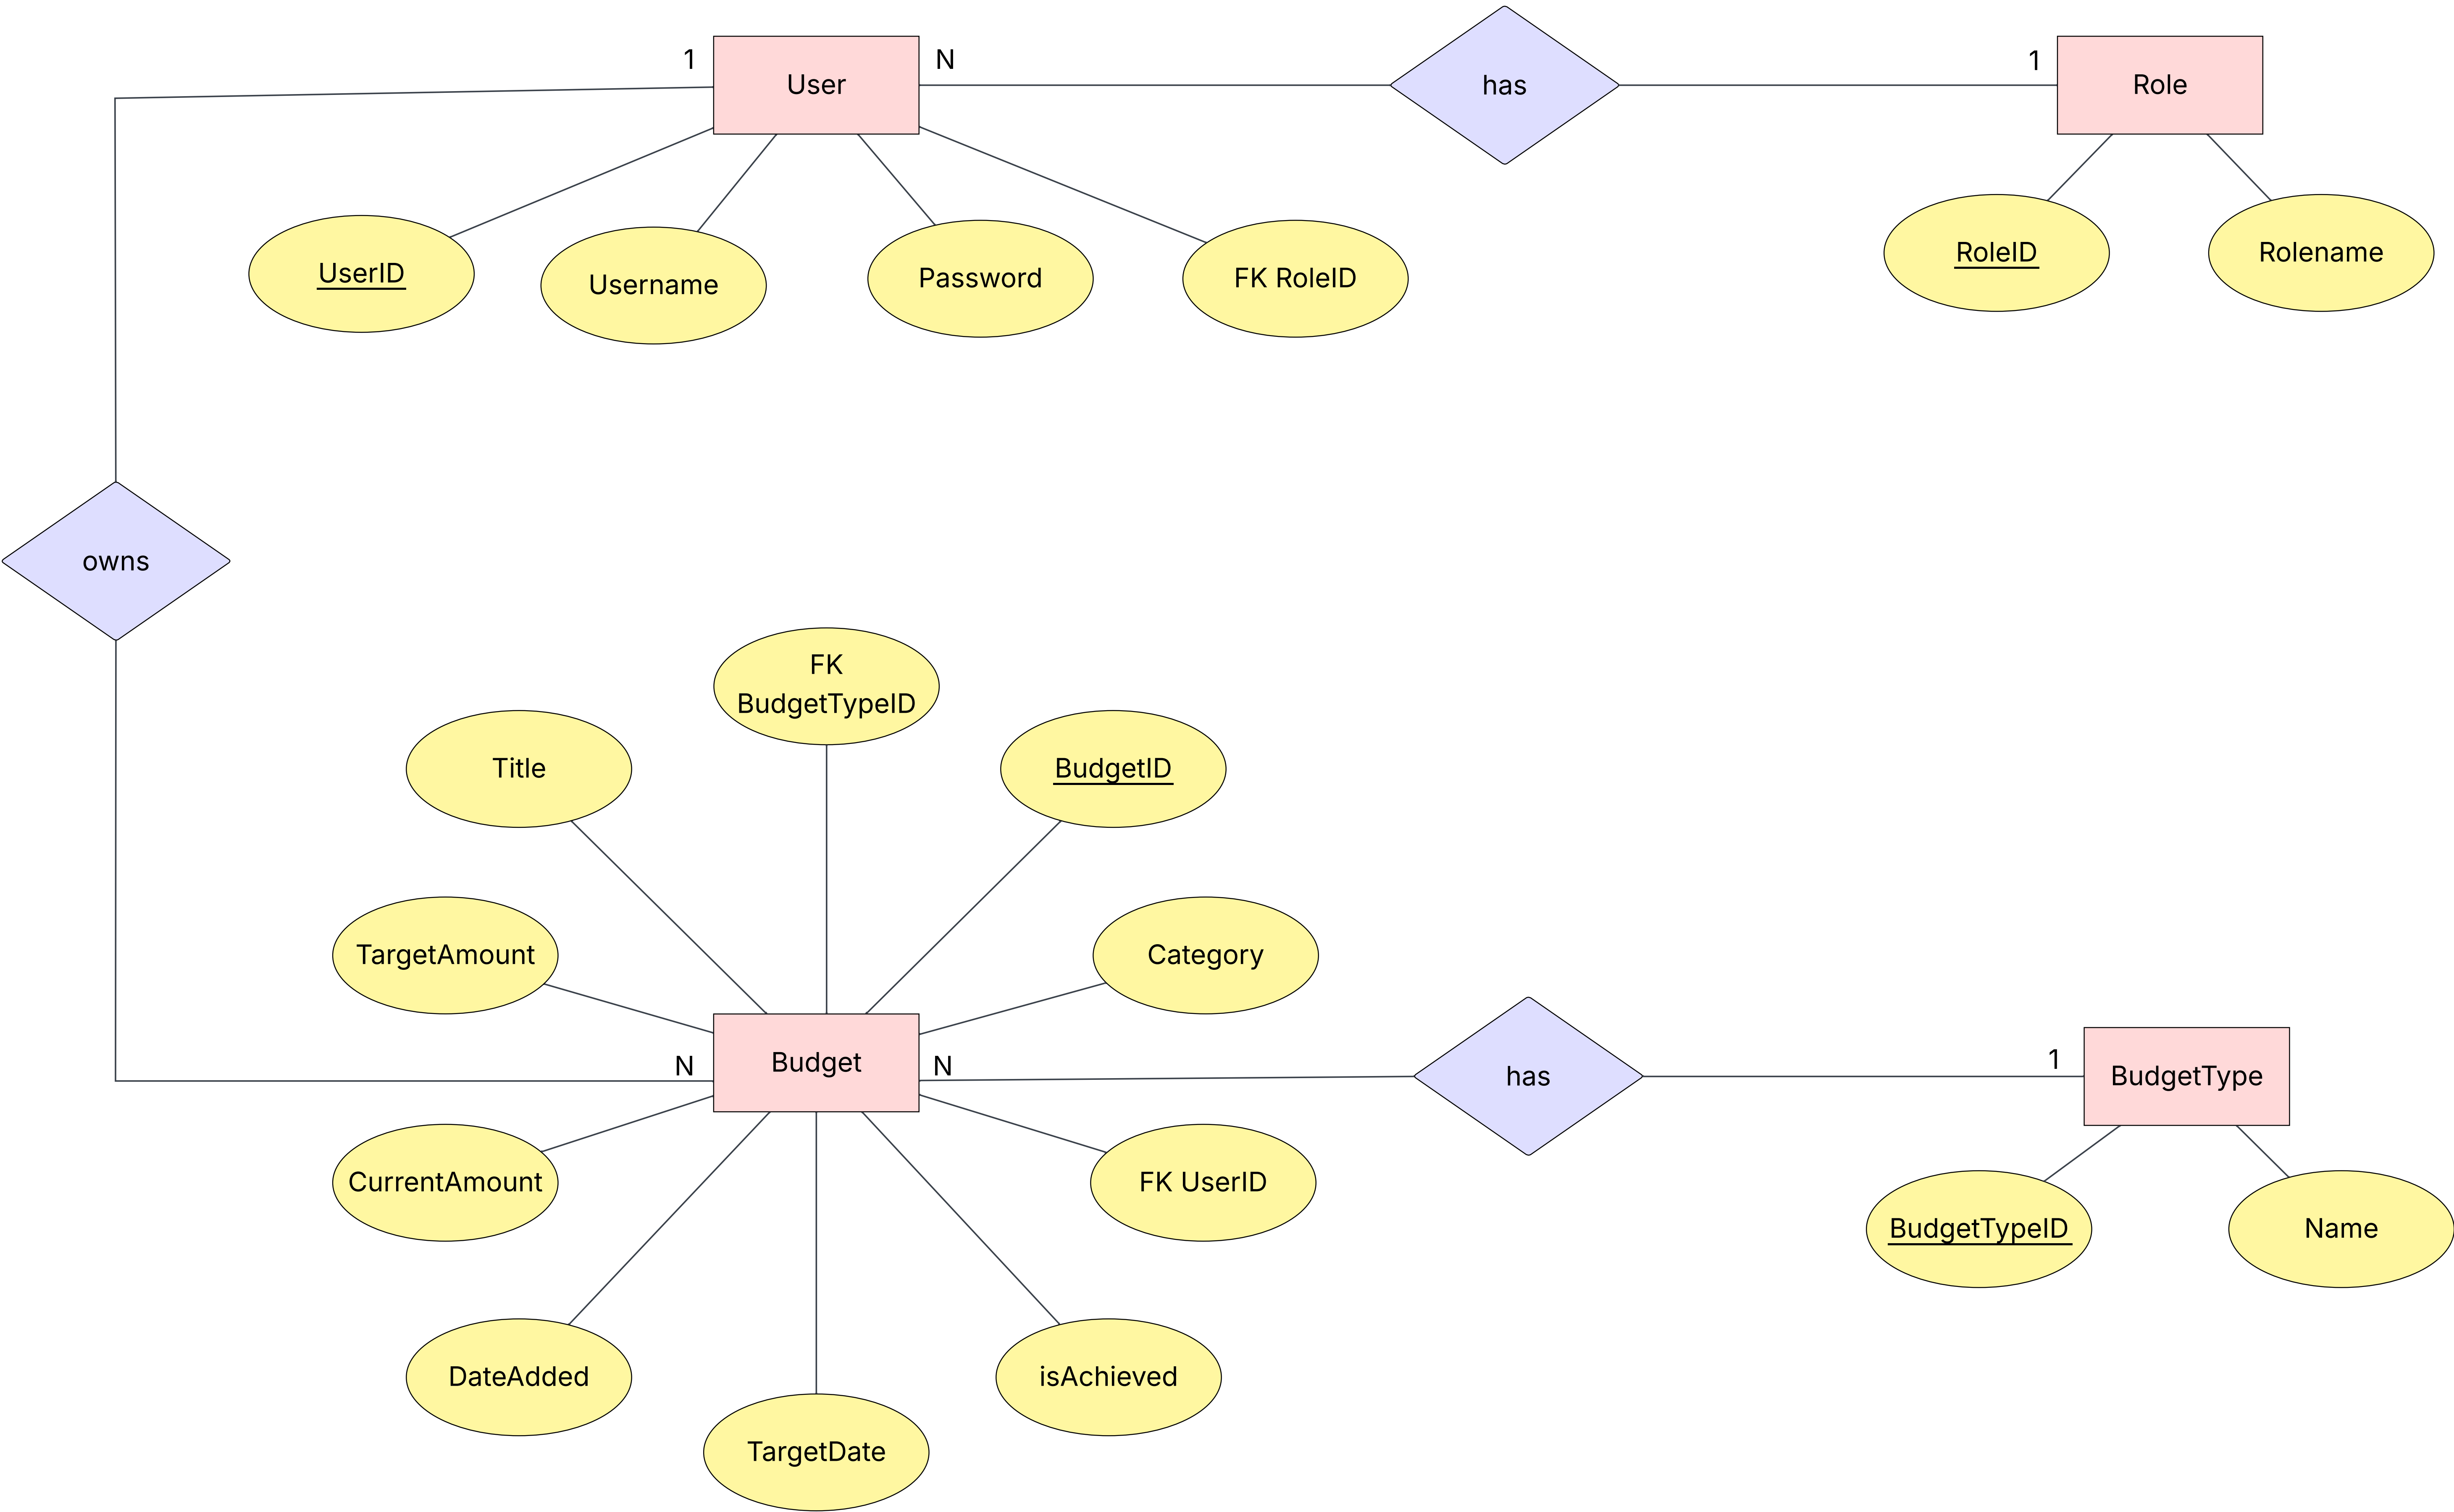 1
User
N
has
1
Role
UserID
Username
Password
FK RoleID
RoleID
Rolename
owns
FK
BudgetTypeID
Title
BudgetID
TargetAmount
Category
N
Budget
N
has
1
BudgetType
CurrentAmount
FK UserID
BudgetTypeID
Name
DateAdded
isAchieved
TargetDate